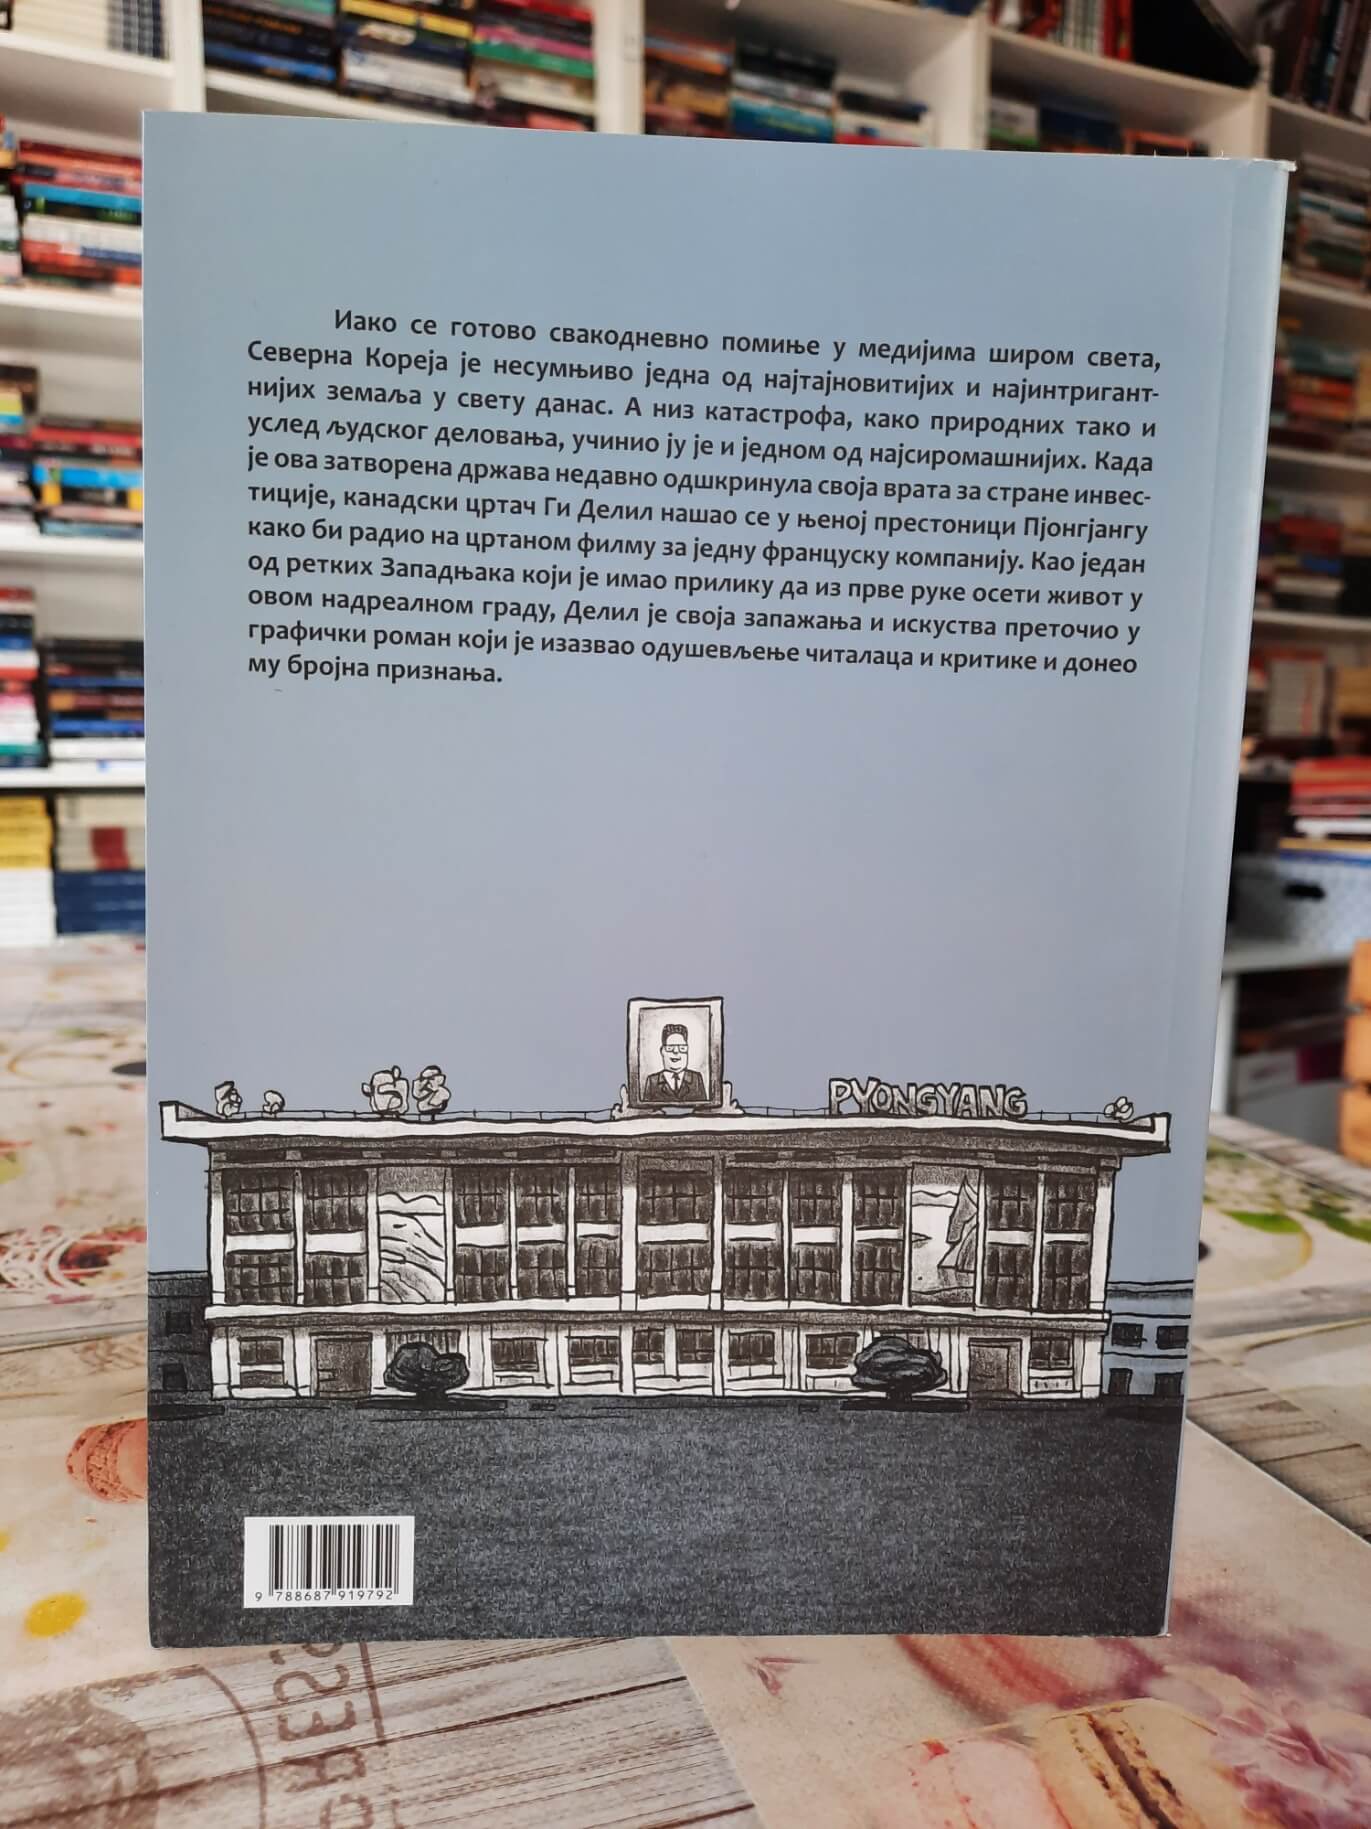 Иако се готово свакодневно помиње у медијима широм света,
Северна Кореја је несумњиво једна од најтајновитијих и најинтригант-
нијих земаља у свету данас. А низ катастрофа, како природних тако и
услед људског деловања, учинио ју је и једном од најсиромашнијих. Када
је ова затворена држава недавно одшкринула своја врата за стране инвес-
тиције, канадски цртач Ги Делил нашао се у њеној престоници Пјонгјангу
како би радио на цртаном филму за једну француску компанију. Као један
од ретких Западњака који је имао прилику да из прве руке осети живот у
овом надреалном граду, Делил је своја запажања и искуства преточио у
графички роман који је изазвао одушевљење читалаца и критике и донео
му бројна признања.
PYONGYANG
9 788687 919792